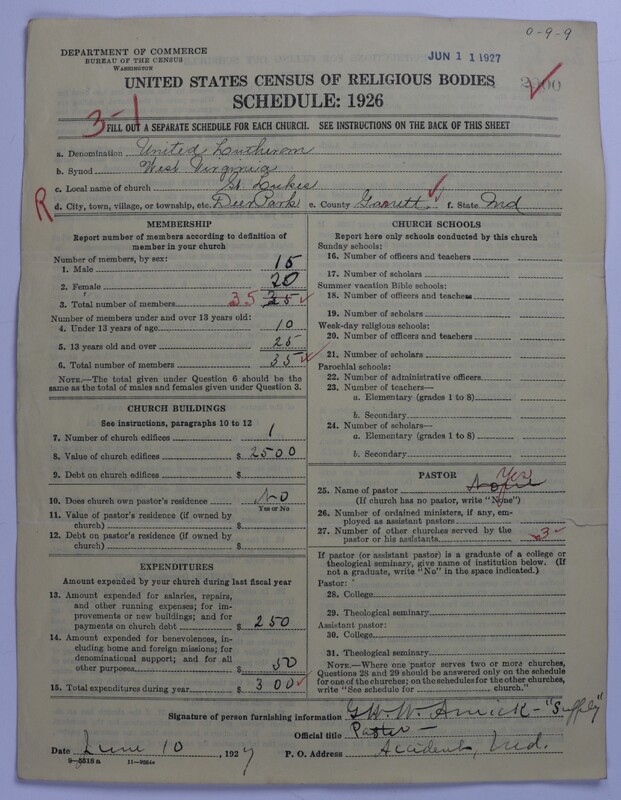 0-9-9
DEPARTMENT OF COMMERCE
BUREAU OF THE CENSUS
WASHINGTON
JUN 11 1927
UNITED STATES CENSUS OF RELIGIOUS BODIES
SCHEDULE: 1926
3-1
FILL OUT A SEPARATE SCHEDULE FOR EACH CHURCH. SEE INSTRUCTIONS ON THE BACK OF THIS SHEET
a. Denomination United Lutheran
b. Synod West Virginia
c. Local name of church St. Lukes
R
d. City, town, village, or township, etc. Deer Park e. County Garrett f. State Md
MEMBERSHIP
Report number of members according to definition of member in your church
Number of members, by sex:
1. Male 15
2. Female 20
3. Total number of members 35
Number of members under and over 13 years old:
4. Under 13 years of age 10
5. 13 years old and over 25
6. Total number of members 35
NOTE.—The total given under Question 6 should be the same as the total of males and females given under Question 3.
CHURCH BUILDINGS
See instructions, paragraphs 10 to 12
7. Number of church edifices 1
8. Value of church edifices $ 2500
9. Debt on church edifices $
10. Does church own pastor's residence No
Yes or No
11. Value of pastor's residence (if owned by church) $
12. Debt on pastor's residence (if owned by church) $
EXPENDITURES
Amount expended by your church during last fiscal year
13. Amount expended for salaries, repairs, and other running expenses; for improvements or new buildings; and for payments on church debt $ 250
14. Amount expended for benevolences, including home and foreign missions; for denominational support; and for all other purposes 50
15. Total expenditures during year $ 300
CHURCH SCHOOLS
Report here only schools conducted by this church
Sunday schools:
16. Number of officers and teachers
17. Number of scholars
Summer vacation Bible schools:
18. Number of officers and teachers
19. Number of scholars
Week-day religious schools:
20. Number of officers and teachers
21. Number of scholars
Parochial schools:
22. Number of administrative officers
23. Number of teachers—
a. Elementary (grades 1 to 8)
b. Secondary
24. Number of scholars—
a. Elementary (grades 1 to 8)
b. Secondary
PASTOR
Yes
25. Name of pastor None
(If church has no pastor, write "None")
26. Number of ordained ministers, if any, employed as assistant pastors
27. Number of other churches served by the pastor or his assistants 3
If pastor (or assistant pastor) is a graduate of a college or theological seminary, give name of institution below. (If not a graduate, write "No" in the space indicated.)
Pastor:
28. College
29. Theological seminary
Assistant pastor:
30. College
31. Theological seminary
NOTE.—Where one pastor serves two or more churches, Questions 28 and 29 should be answered only on the schedule for one of the churches; on the schedules for the other churches, write "See schedule for church."
Signature of person furnishing information W. Amick - "Supply"
Official title Pastor -
Date June 10, 1927
P. O. Address Accident, Md.
11-9284a